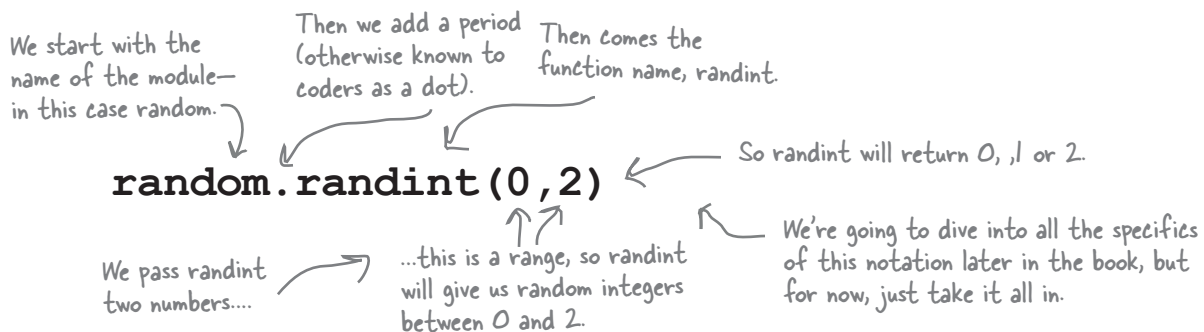 We start with the
name of the module—
in this case random.
Then we add a period
(otherwise known to
coders as a dot).
Then comes the
function name, randint.
random.randint(0,2)
So randint will return 0, ,1 or 2.
We pass randint
two numbers....
...this is a range, so randint
will give us random integers
between 0 and 2.
We're going to dive into all the specifics
of this notation later in the book, but
for now, just take it all in.